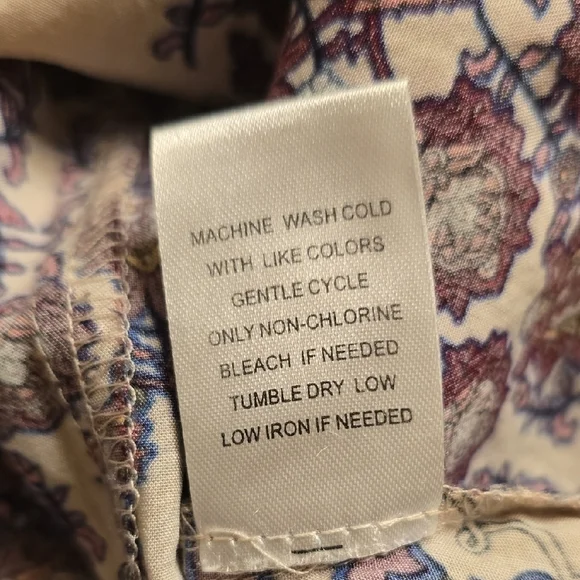 MACHINE WASH COLD
WITH LIKE COLORS
GENTLE CYCLE
ONLY NON-CHLORINE
BLEACH IF NEEDED
TUMBLE DRY LOW
LOW IRON IF NEEDED